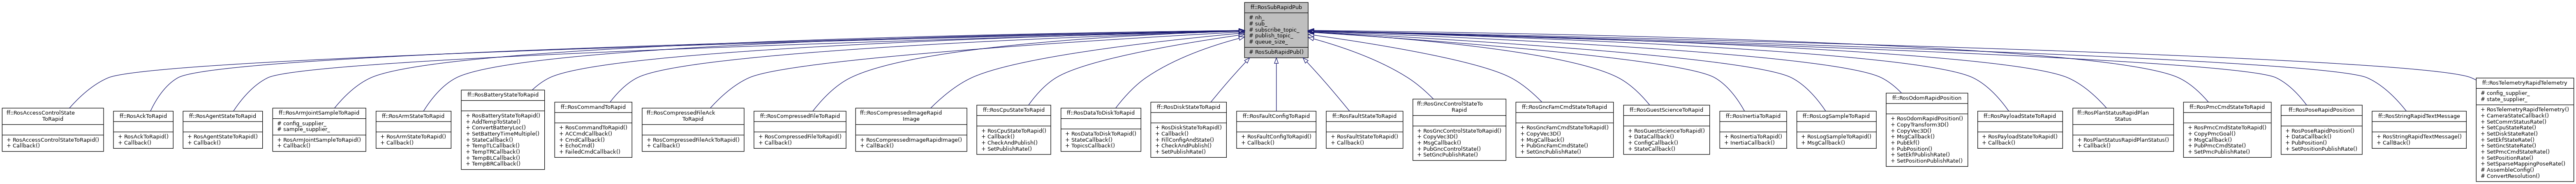 ff::RosSubRapidPub
# nh_
# sub_
# subscribe_topic_
# publish_topic_
# queue_size_
# RosSubRapidPub()
ff::RosAccessControlState
ToRapid
+ RosAccessControlStateToRapid()
+ Callback()
ff::RosAckToRapid
+ RosAckToRapid()
+ Callback()
ff::RosAgentStateToRapid
+ RosAgentStateToRapid()
+ Callback()
ff::RosArmJointSampleToRapid
# config_supplier_
# sample_supplier_
+ RosArmJointSampleToRapid()
+ Callback()
ff::RosArmStateToRapid
+ RosArmStateToRapid()
+ Callback()
ff::RosBatteryStateToRapid
+ RosBatteryStateToRapid()
+ AddTempToState()
+ ConvertBatteryLoc()
+ SetBatteryTimeMultiple()
+ BatteryCallback()
+ TempTLCallback()
+ TempTRCallback()
+ TempBLCallback()
+ TempBRCallback()
ff::RosCommandToRapid
+ RosCommandToRapid()
+ ACCmdCallback()
+ CmdCallback()
+ EchoCmd()
+ FailedCmdCallback()
ff::RosCompressedFileAck
ToRapid
+ RosCompressedFileAckToRapid()
+ Callback()
ff::RosCompressedFileToRapid
+ RosCompressedFileToRapid()
+ Callback()
ff::RosCompressedImageRapid
Image
+ RosCompressedImageRapidImage()
+ CallBack()
ff::RosCpuStateToRapid
+ RosCpuStateToRapid()
+ Callback()
+ CheckAndPublish()
+ SetPublishRate()
ff::RosDataToDiskToRapid
+ RosDataToDiskToRapid()
+ StateCallback()
+ TopicsCallback()
ff::RosDiskStateToRapid
+ RosDiskStateToRapid()
+ Callback()
+ FillConfigAndState()
+ CheckAndPublish()
+ SetPublisRate()
ff::RosFaultConfigToRapid
+ RosFaultConfigToRapid()
+ Callback()
ff::RosFaultStateToRapid
+ RosFaultStateToRapid()
+ Callback()
ff::RosGncControlStateTo
Rapid
+ RosGncControlStateToRapid()
+ CopyVec3D()
+ MsgCallback()
+ PubGncControlState()
+ SetGncPublishRate()
ff::RosGncFamCmdStateToRapid
+ RosGncFamCmdStateToRapid()
+ CopyVec3D()
+ MsgCallback()
+ PubGncFamCmdState()
+ SetGncPublishRate()
ff::RosGuestScienceToRapid
+ RosGuestScienceToRapid()
+ DataCallback()
+ ConfigCallback()
+ StateCallback()
ff::RosInertiaToRapid
+ RosInertiaToRapid()
+ InertiaCallback()
ff::RosLogSampleToRapid
+ RosLogSampleToRapid()
+ MsgCallback()
ff::RosOdomRapidPosition
+ RosOdomRapidPosition()
+ CopyTransform3D()
+ CopyVec3D()
+ MsgCallback()
+ PubEkf()
+ PubPosition()
+ SetEkfPublishRate()
+ SetPositionPublishRate()
ff::RosPayloadStateToRapid
+ RosPayloadStateToRapid()
+ Callback()
ff::RosPlanStatusRapidPlan
Status
+ RosPlanStatusRapidPlanStatus()
+ Callback()
ff::RosPmcCmdStateToRapid
+ RosPmcCmdStateToRapid()
+ CopyPmcGoal()
+ MsgCallback()
+ PubPmcCmdState()
+ SetPmcPublishRate()
ff::RosPoseRapidPosition
+ RosPoseRapidPosition()
+ DataCallback()
+ PubPosition()
+ SetPositionPublishRate()
ff::RosStringRapidTextMessage
+ RosStringRapidTextMessage()
+ CallBack()
ff::RosTelemetryRapidTelemetry
# config_supplier_
# state_supplier_
+ RosTelemetryRapidTelemetry()
+ CameraStateCallback()
+ SetCommStatusRate()
+ SetCpuStateRate()
+ SetDiskStateRate()
+ SetEkfStateRate()
+ SetGncStateRate()
+ SetPmcCmdStateRate()
+ SetPositionRate()
+ SetSparseMappingPoseRate()
# AssembleConfig()
# ConvertResolution()